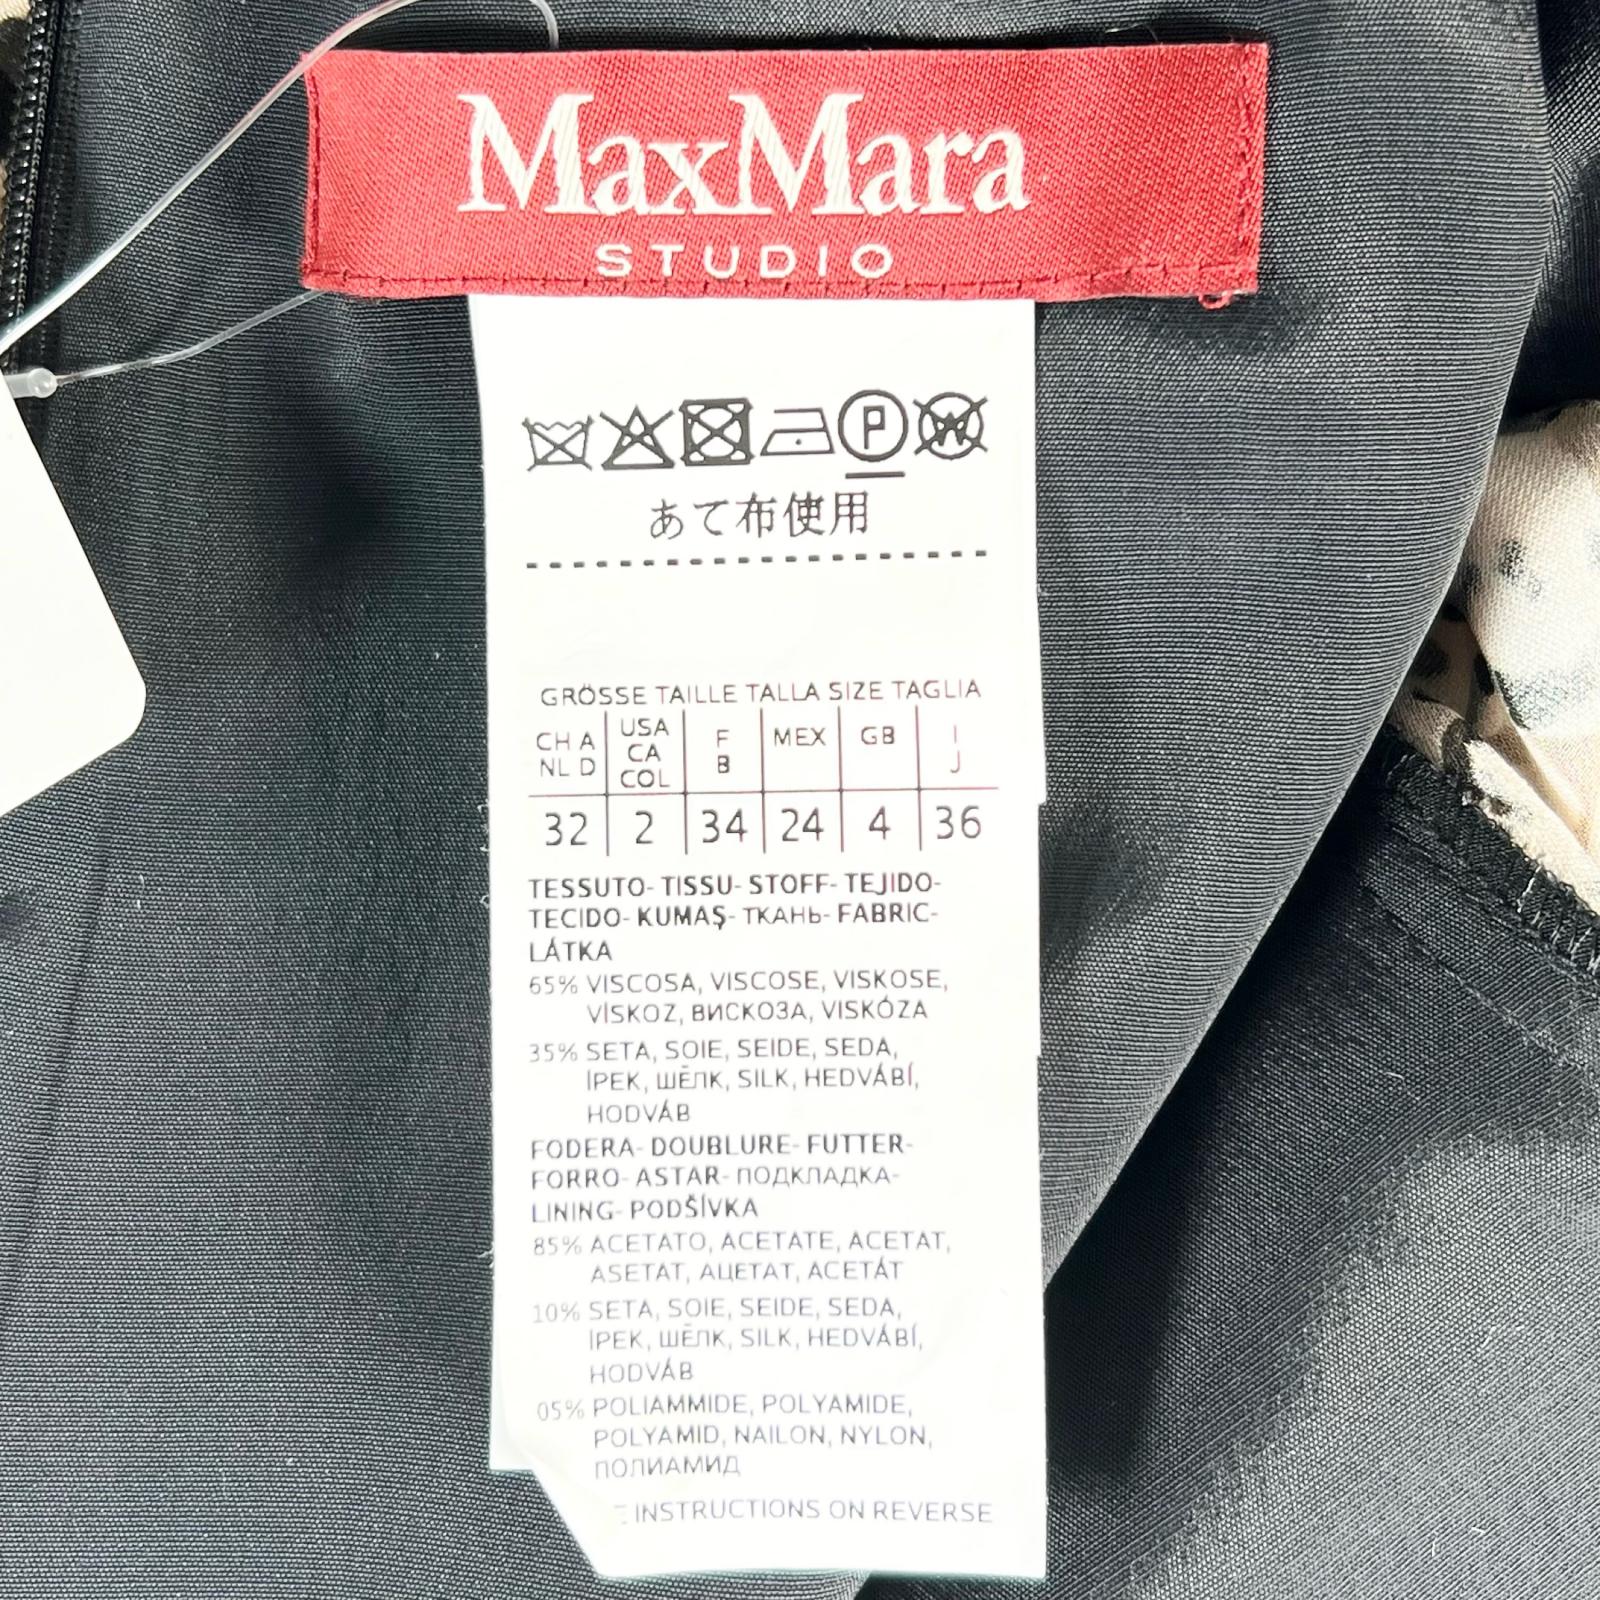 MaxMara
STUDIO
P
W
あて布使用
GRÖSSE TAILLE TALLA SIZE TAGLIA
CH A NL D
USA CA COL
F B
MEX
GB
I J
32 2 34 24 4 36
TESSUTO- TISSU- STOFF- TEJIDO-
TECIDO- KUMAŞ- ТКАНЬ- FABRIC-
LÁTKA
65% VISCOSA, VISCOSE, VISKOSE,
VİSKOZ, ВИСКОЗА, VISKÓZA
35% SETA, SOIE, SEIDE, SEDA,
İPEK, ШЁЛК, SILK, HEDVÁBÍ,
HODVÁB
FODERA- DOUBLURE- FUTTER-
FORRO- ASTAR- ПОДКЛАДКА-
LINING- PODŠÍVKA
85% ACETATO, ACETATE, ACETAT,
ASETAT, АЦЕТАТ, ACETÁT
10% SETA, SOIE, SEIDE, SEDA,
İPEK, ШЁЛК, SILK, HEDVÁBÍ,
HODVÁB
05% POLIAMMIDE, POLYAMIDE,
POLYAMID, NAILON, NYLON,
ПОЛИАМИД
INSTRUCTIONS ON REVERSE